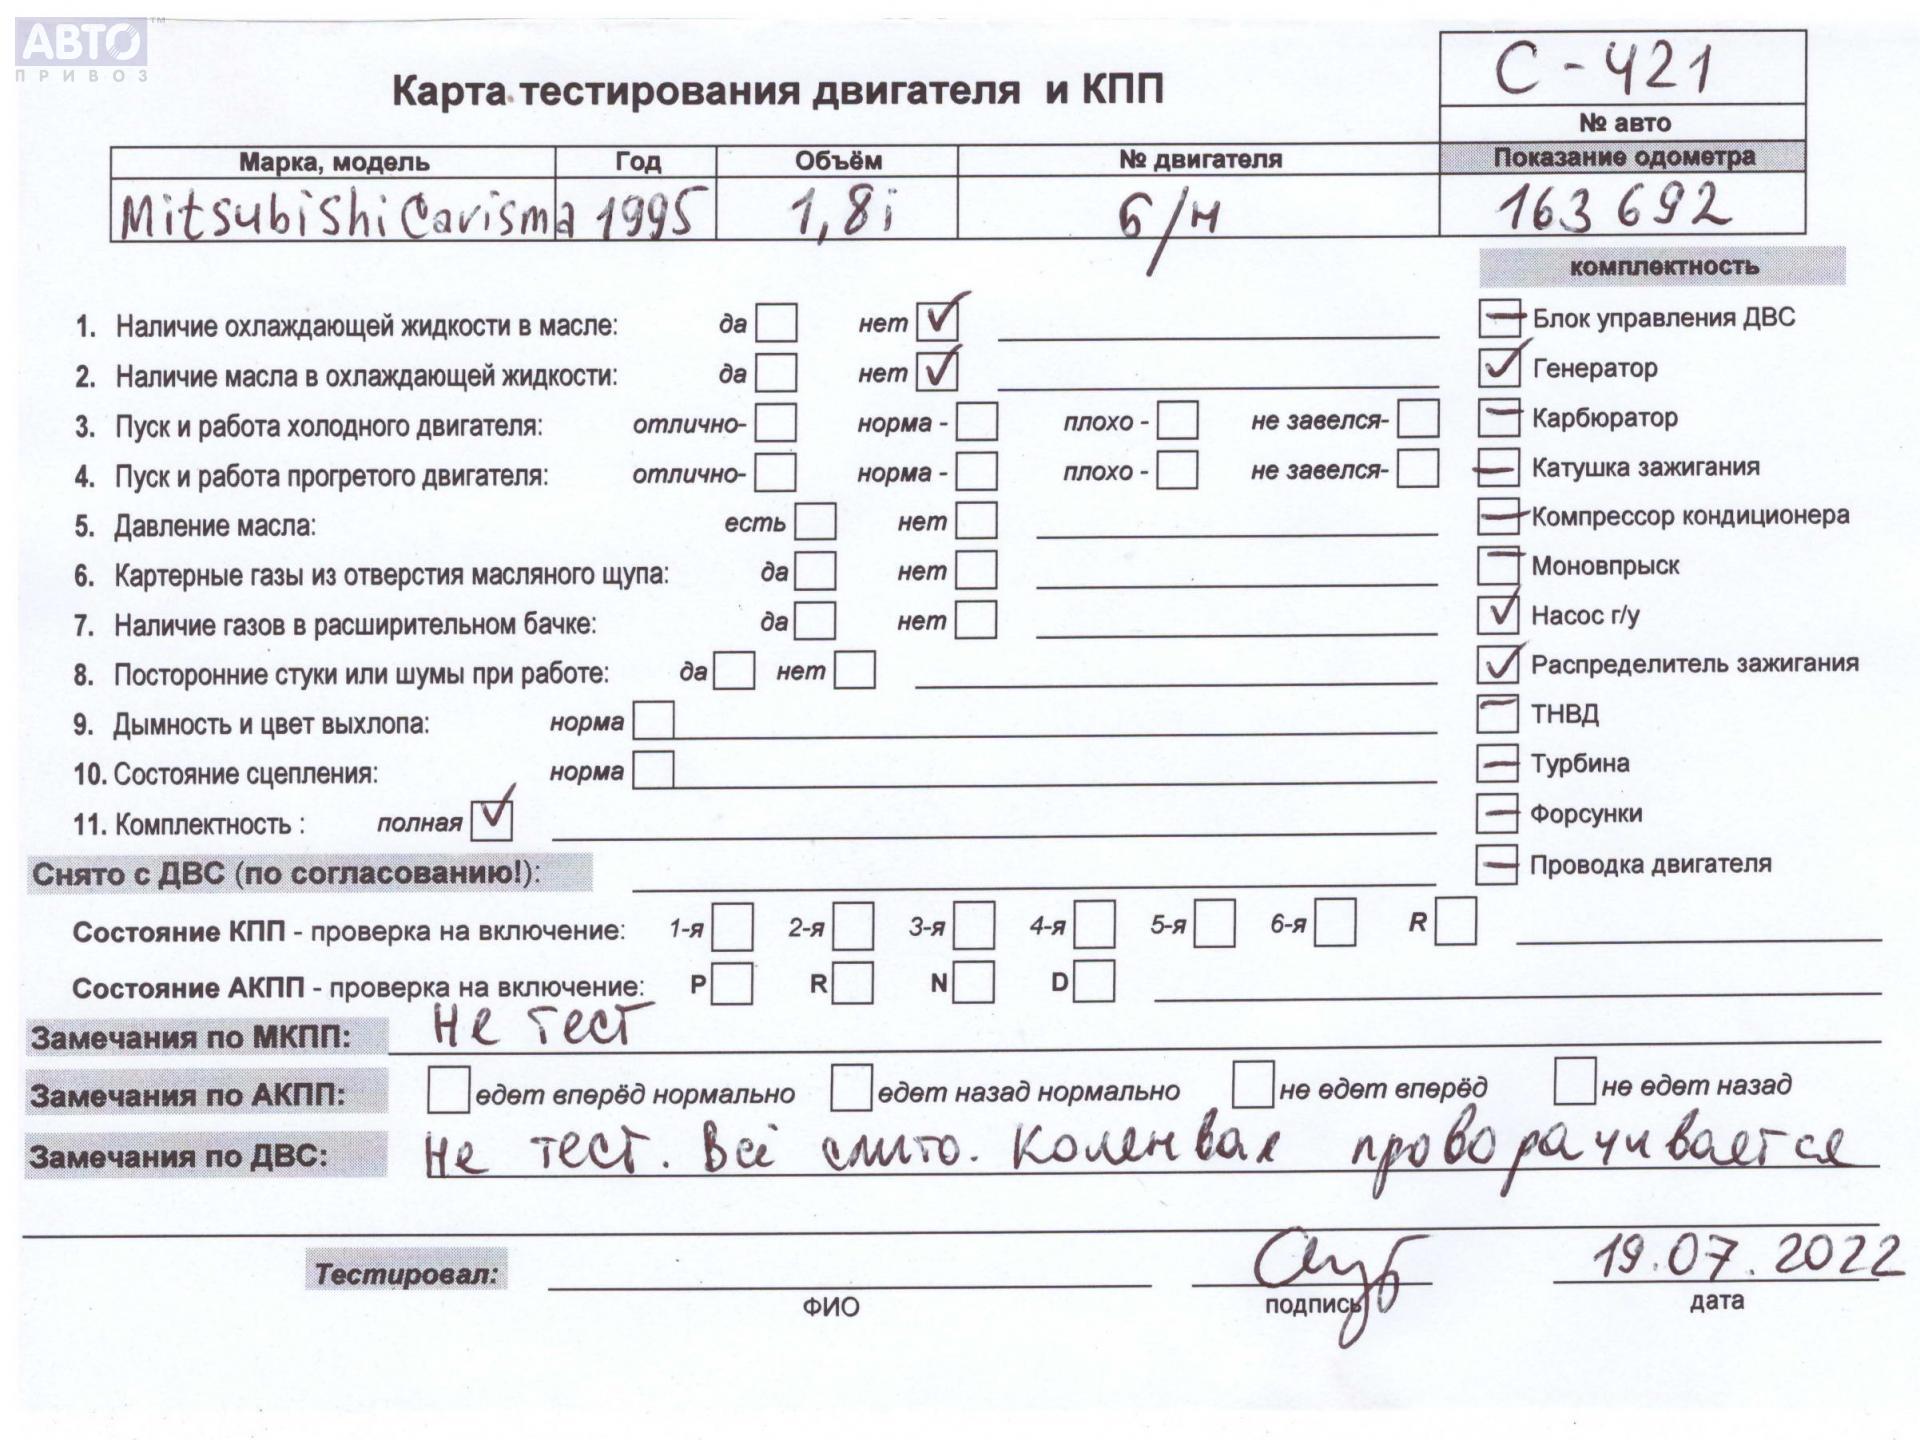 АВТО™
ПРИВОЗ
С-421
Карта тестирования двигателя и КПП
№ авто
Марка, модель Год Объём № двигателя Показание одометра
Mitsubishi Carisma 1995 1,8i б/н 163 692
комплектность
1. Наличие охлаждающей жидкости в масле: да нет ✓
Блок управления ДВС
2. Наличие масла в охлаждающей жидкости: да нет ✓
✓ Генератор
3. Пуск и работа холодного двигателя: отлично- норма - плохо - не завелся-
Карбюратор
4. Пуск и работа прогретого двигателя: отлично- норма - плохо - не завелся-
Катушка зажигания
5. Давление масла: есть нет
Компрессор кондиционера
6. Картерные газы из отверстия масляного щупа: да нет
Моновпрыск
7. Наличие газов в расширительном бачке: да нет
✓ Насос г/у
8. Посторонние стуки или шумы при работе: да нет
✓ Распределитель зажигания
9. Дымность и цвет выхлопа: норма
ТНВД
10. Состояние сцепления: норма
Турбина
11. Комплектность : полная ✓
Форсунки
Снято с ДВС (по согласованию!):
Проводка двигателя
Состояние КПП - проверка на включение: 1-я 2-я 3-я 4-я 5-я 6-я R
Состояние АКПП - проверка на включение: P R N D
Замечания по МКПП: Не тест
Замечания по АКПП: едет вперёд нормально едет назад нормально не едет вперёд не едет назад
Замечания по ДВС: Не тест. Всё слито. Коленвал проворачивается
Тестировал: 19.07.2022
ФИО подпись дата